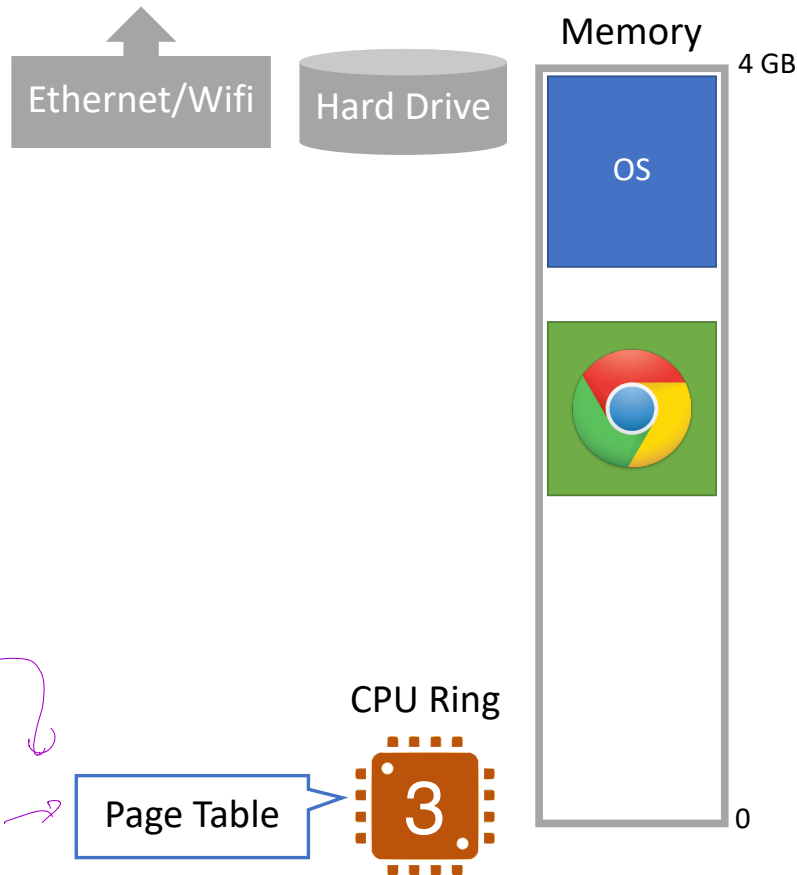 Memory
4 GB
Ethernet/Wifi
Hard Drive
OS
CPU Ring
Page Table
3
0